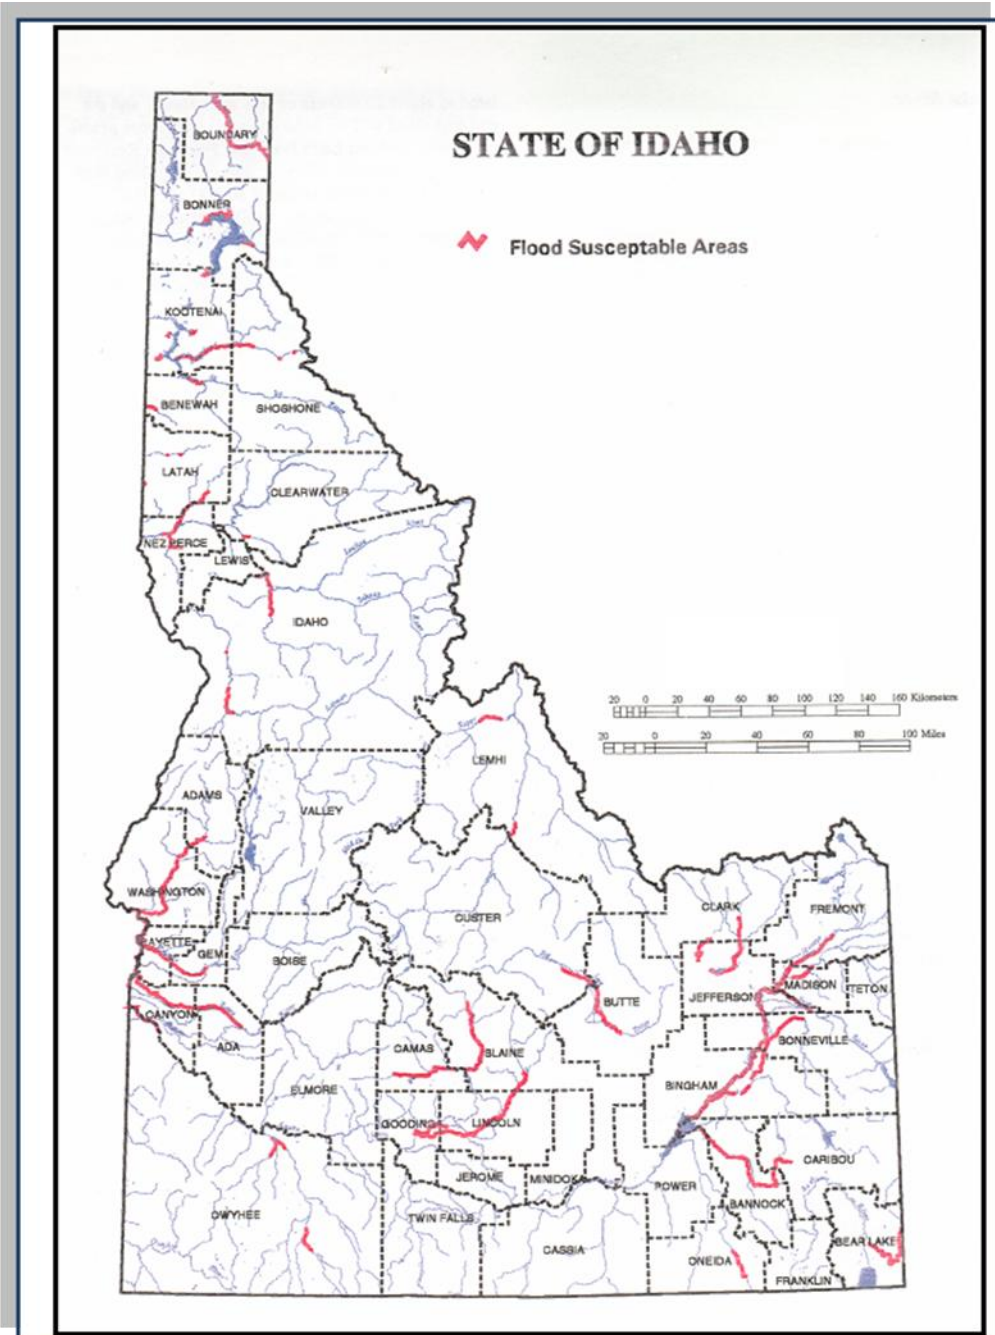 STATE OF IDAHO
Flood Susceptable Areas
BOUNDARY
BONNER
KOOTENAI
BENEWAH
SHOSHONE
LATAH
CLEARWATER
NEZ PERCE
LEWIS
IDAHO
20 0 20 40 60 80 100 120 140 160 Kilometers
20 0 20 40 60 80 100 Miles
LEMHI
ADAMS
VALLEY
WASHINGTON
CLARK
FREMONT
CUSTER
PAYETTE
GEM
BOISE
JEFFERSON
MADISON
TETON
BUTTE
CANYON
ADA
CAMAS
BLAINE
BONNEVILLE
ELMORE
BINGHAM
GOODING
LINCOLN
CARIBOU
JEROME
MINIDOKA
POWER
BANNOCK
OWYHEE
TWIN FALLS
CASSIA
BEAR LAKE
ONEIDA
FRANKLIN